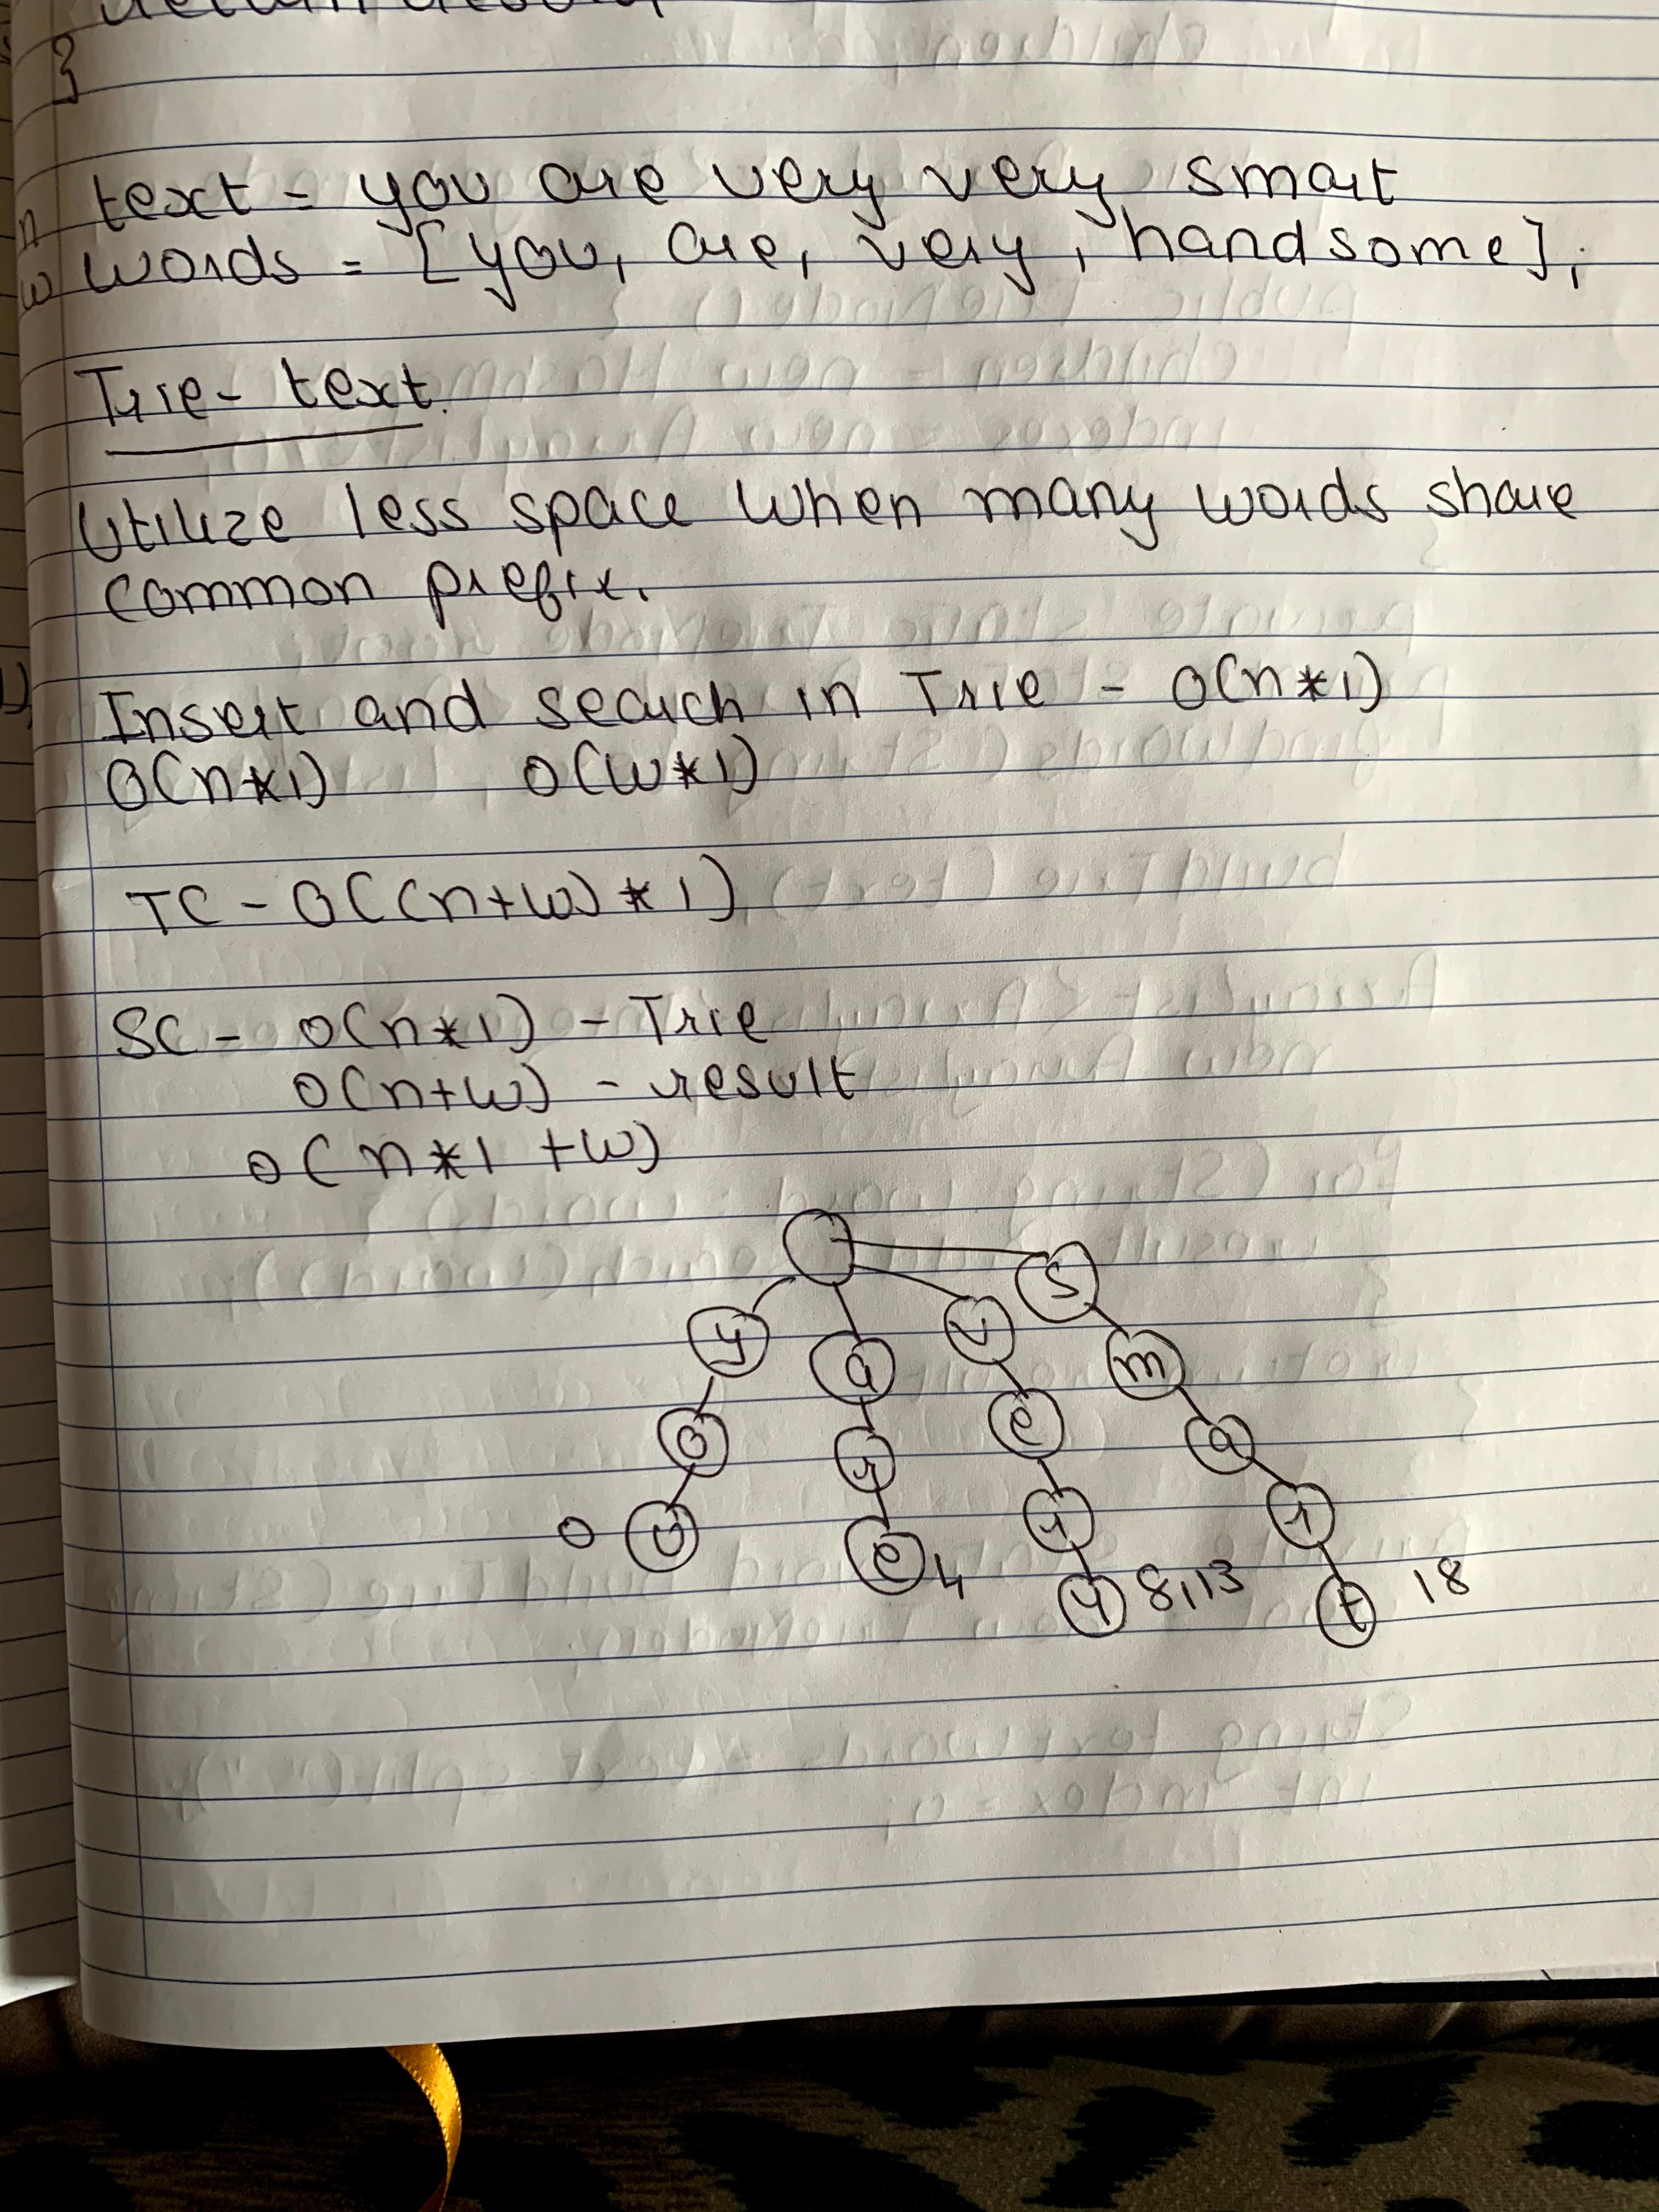 }
n text = you are very very smart
w words = [you, are, very, handsome];
Trie - text.
Utilize less space when many words share
common prefix.
Insert and search in Trie - O(n*l)
O(n*l) O(w*l)
TC - O((n+w) * l)
SC - O(n*l) - Trie
O(n+w) - result
O(n*l + w)
s
y a v m
o r e a
0 u e 4 r r
y 8,13 t 18